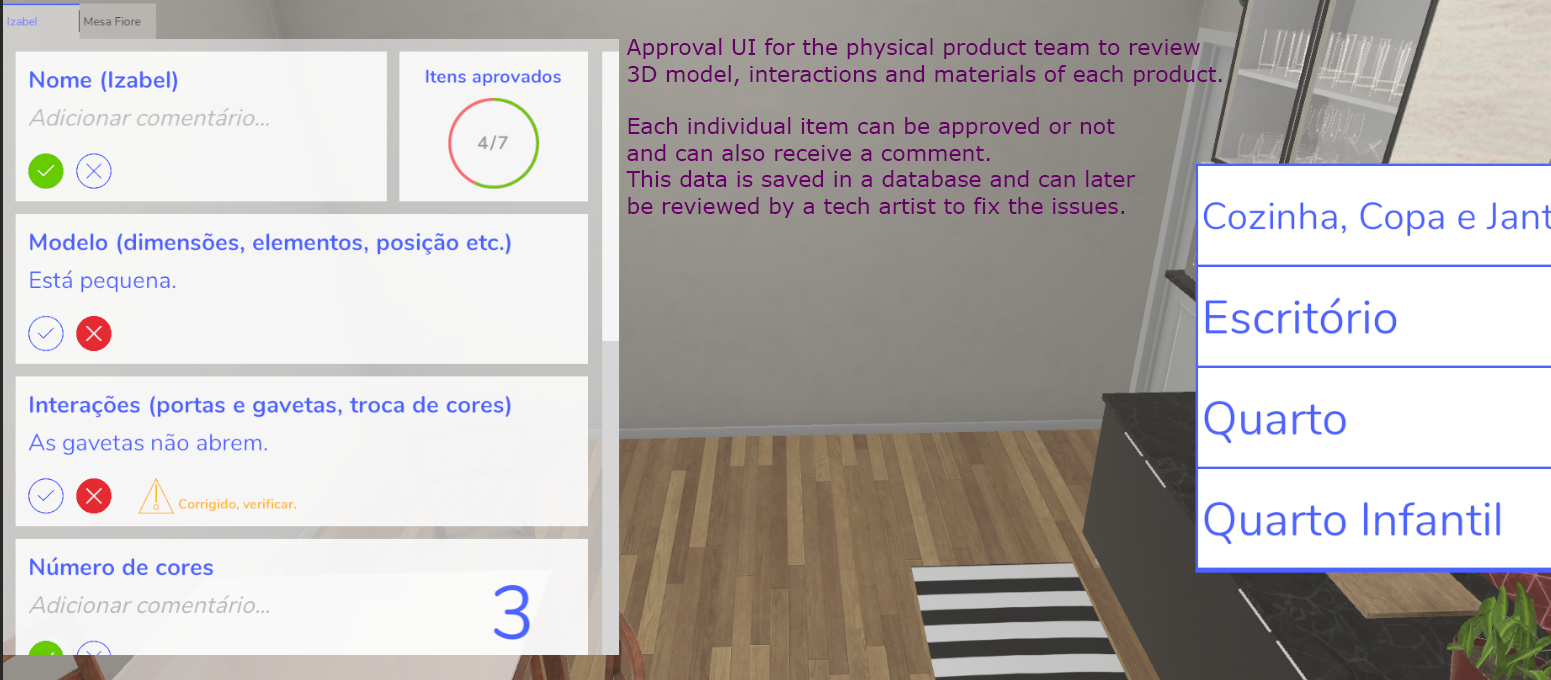 Izabel
Mesa Fiore
Nome (Izabel)
Adicionar comentário...
Itens aprovados
4/7
Modelo (dimensões, elementos, posição etc.)
Está pequena.
Interações (portas e gavetas, troca de cores)
As gavetas não abrem.
Corrigido, verificar.
Número de cores
Adicionar comentário...
3
Approval UI for the physical product team to review
3D model, interactions and materials of each product.
Each individual item can be approved or not
and can also receive a comment.
This data is saved in a database and can later
be reviewed by a tech artist to fix the issues.
Cozinha, Copa e Jant
Escritório
Quarto
Quarto Infantil